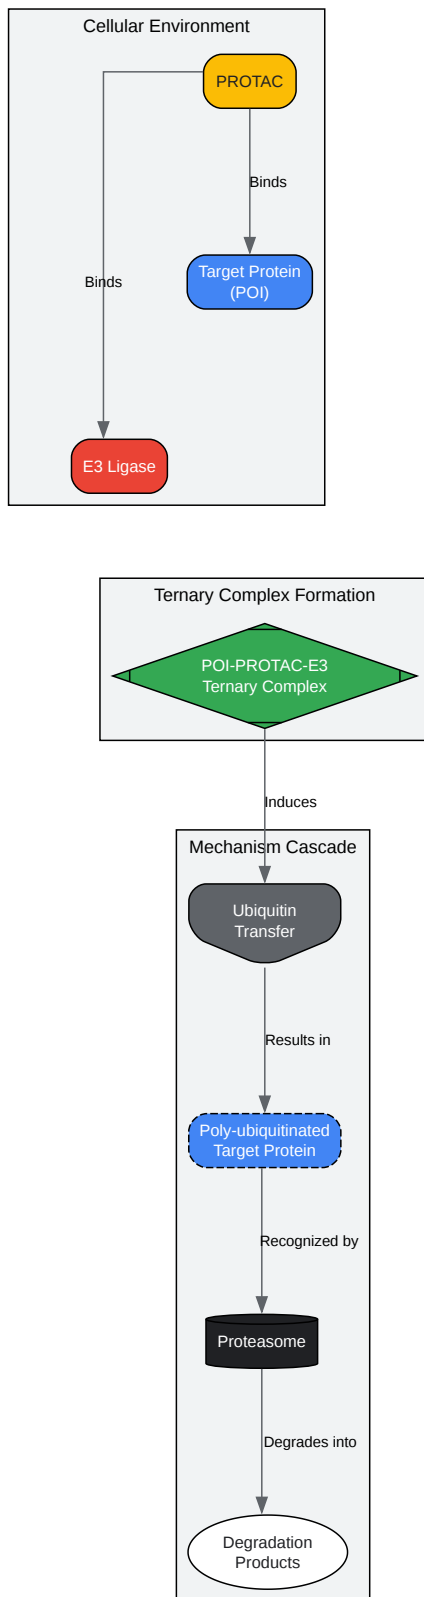 Cellular Environment
PROTAC
Binds
Target Protein
(POI)
Binds
E3 Ligase
Ternary Complex Formation
POI-PROTAC-E3
Ternary Complex
Induces
Mechanism Cascade
Ubiquitin
Transfer
Results in
Poly-ubiquitinated
Target Protein
Recognized by
Proteasome
Degrades into
Degradation
Products